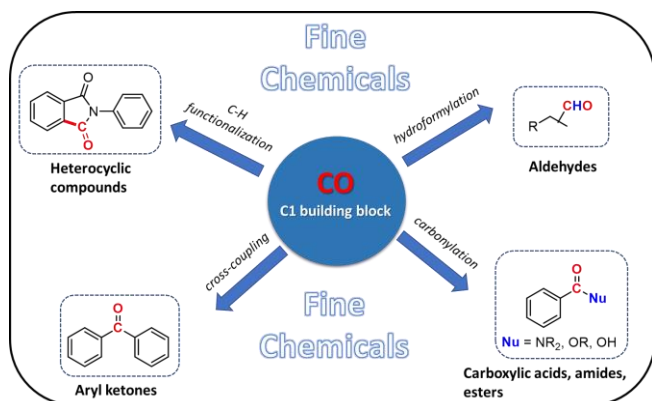 Fine
Chemicals
O
N
O
C-H
functionalization
Heterocyclic
compounds
hydroformylation
CHO
R
Aldehydes
CO
C1 building block
cross-coupling
O
C
Aryl ketones
carbonylation
O
C
Nu
Nu = NR2, OR, OH
Carboxylic acids, amides,
esters
Fine
Chemicals